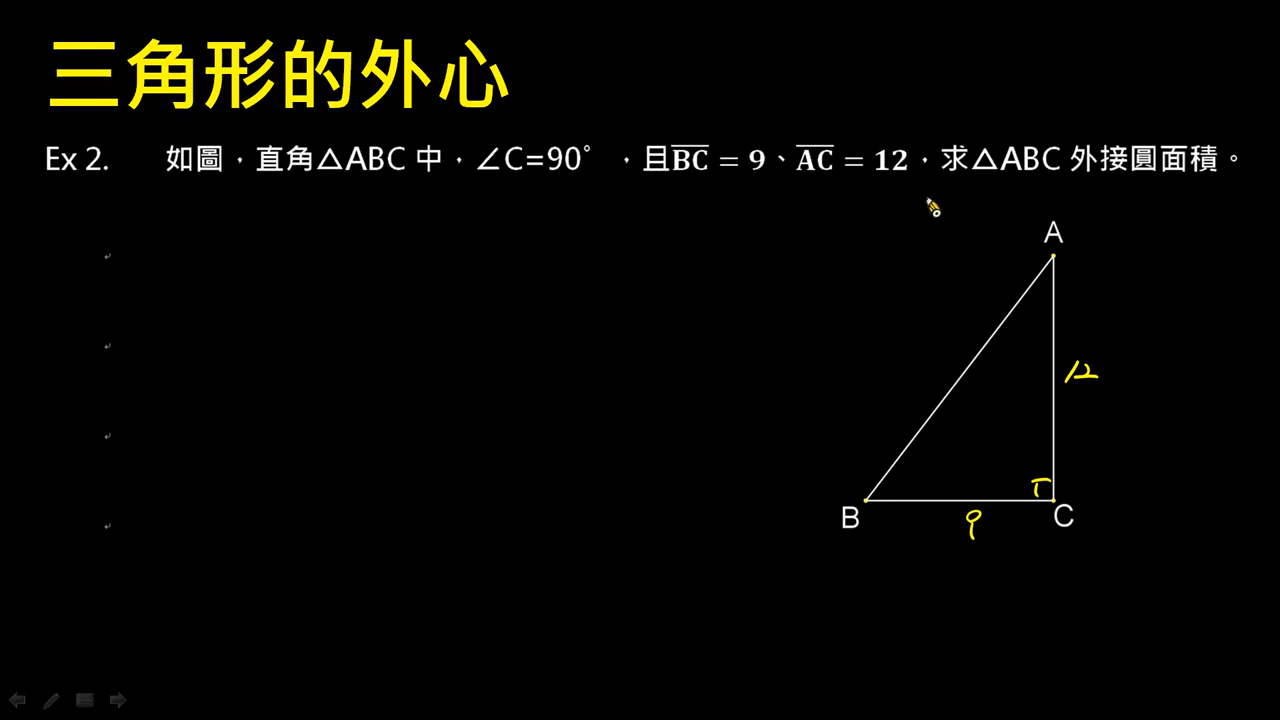 三角形的外心
Ex 2. 如圖，直角△ABC 中，∠C=90°，且BC = 9、AC = 12，求△ABC 外接圓面積。
A
12
B
9
C